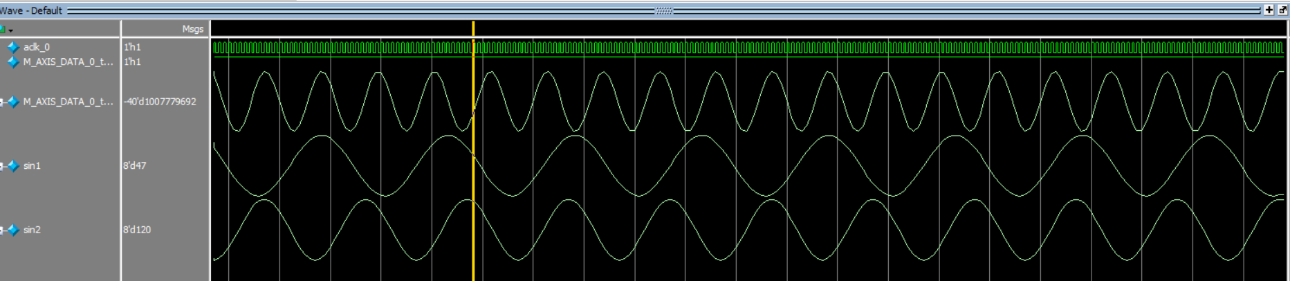 Wave - Default
Msgs
aclk_0 1'h1
M_AXIS_DATA_0_t... 1'h1
M_AXIS_DATA_0_t... -40'd1007779692
sin1 8'd47
sin2 8'd120